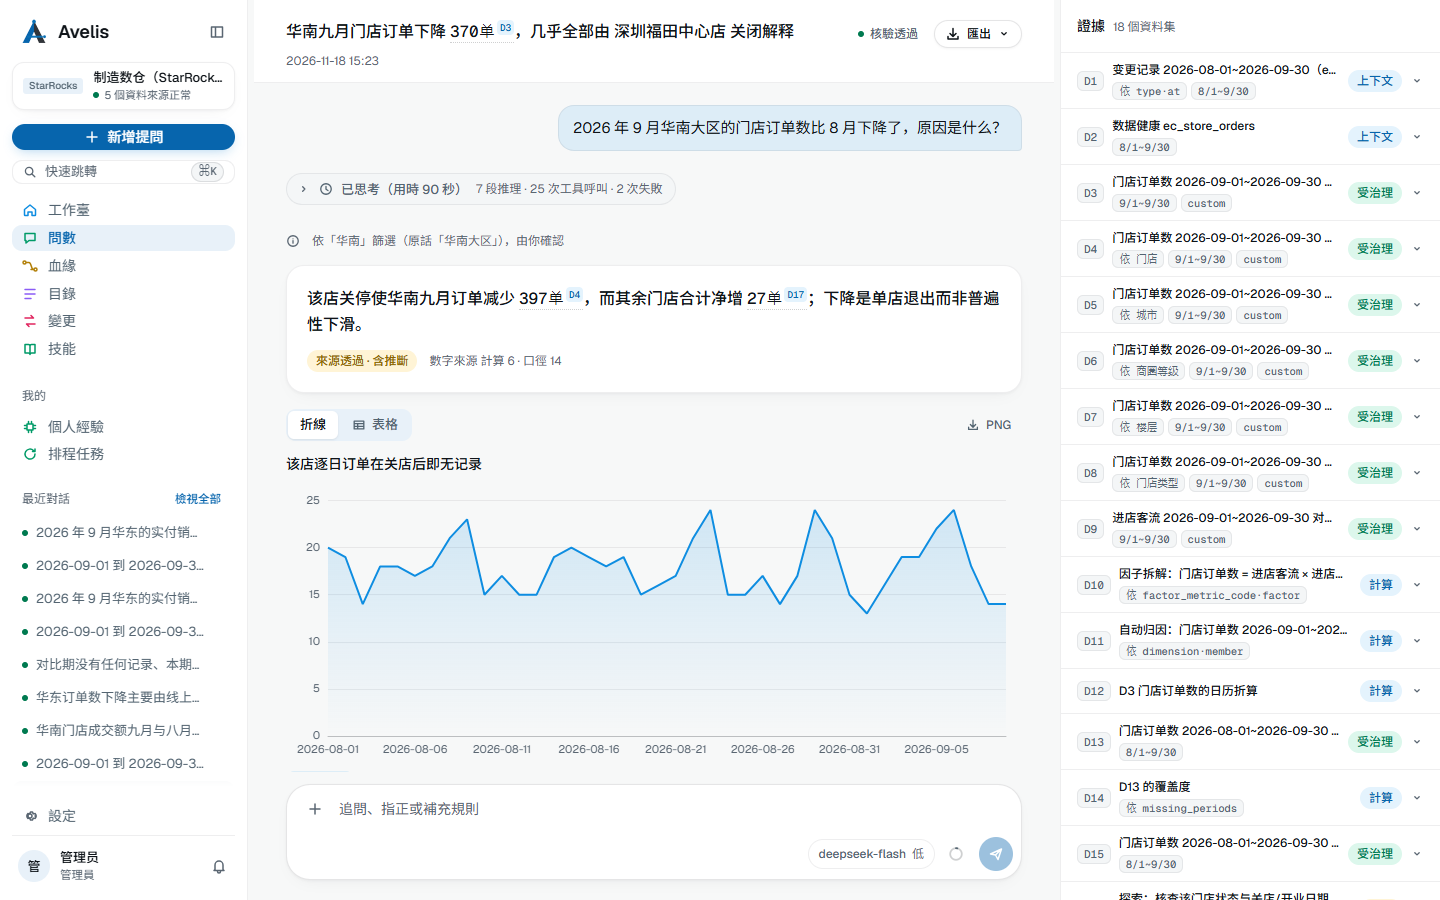 Avelis
StarRocks
制造数仓（StarRock...
5 個資料來源正常
新增提問
快速跳轉
⌘K
工作臺
問數
血緣
目錄
變更
技能
我的
個人經驗
排程任務
最近對話
檢視全部
2026 年 9 月华东的实付销...
2026-09-01 到 2026-09-3...
2026 年 9 月华东的实付销...
2026-09-01 到 2026-09-3...
对比期没有任何记录、本期...
华东订单数下降主要由线上...
华南门店成交额九月与八月...
2026-09-01 到 2026-09-3...
設定
管
管理员
管理員
华南九月门店订单下降 370单 D3，几乎全部由 深圳福田中心店 关闭解释
2026-11-18 15:23
核驗透過
匯出
2026 年 9 月华南大区的门店订单数比 8 月下降了，原因是什么？
已思考（用時 90 秒） 7 段推理 · 25 次工具呼叫 · 2 次失敗
依「华南」篩選（原話「华南大区」），由你確認
该店关停使华南九月订单减少 397单 D4，而其余门店合计净增 27单 D17；下降是单店退出而非普遍
性下滑。
來源透過 · 含推斷
數字來源 計算 6 · 口徑 14
折線
表格
PNG
该店逐日订单在关店后即无记录
25
20
15
10
5
0
2026-08-01
2026-08-06
2026-08-11
2026-08-16
2026-08-21
2026-08-26
2026-08-31
2026-09-05
追問、指正或補充規則
deepseek-flash 低
證據 18 個資料集
D1
变更记录 2026-08-01~2026-09-30（e...
依 type·at
8/1~9/30
上下文
D2
数据健康 ec_store_orders
8/1~9/30
上下文
D3
门店订单数 2026-09-01~2026-09-30 ...
9/1~9/30
custom
受治理
D4
门店订单数 2026-09-01~2026-09-30 ...
依 门店
9/1~9/30
custom
受治理
D5
门店订单数 2026-09-01~2026-09-30 ...
依 城市
9/1~9/30
custom
受治理
D6
门店订单数 2026-09-01~2026-09-30 ...
依 商圈等級
9/1~9/30
custom
受治理
D7
门店订单数 2026-09-01~2026-09-30 ...
依 楼层
9/1~9/30
custom
受治理
D8
门店订单数 2026-09-01~2026-09-30 ...
依 门店类型
9/1~9/30
custom
受治理
D9
进店客流 2026-09-01~2026-09-30 对...
9/1~9/30
custom
受治理
D10
因子拆解：门店订单数 = 进店客流 × 进店...
依 factor_metric_code·factor
計算
D11
自动归因：门店订单数 2026-09-01~202...
依 dimension·member
計算
D12
D3 门店订单数的日历折算
計算
D13
门店订单数 2026-08-01~2026-09-30 ...
8/1~9/30
受治理
D14
D13 的覆盖度
依 missing_periods
計算
D15
门店订单数 2026-08-01~2026-09-30 ...
8/1~9/30
受治理
探索：核查该门店状态与关店/开业日期